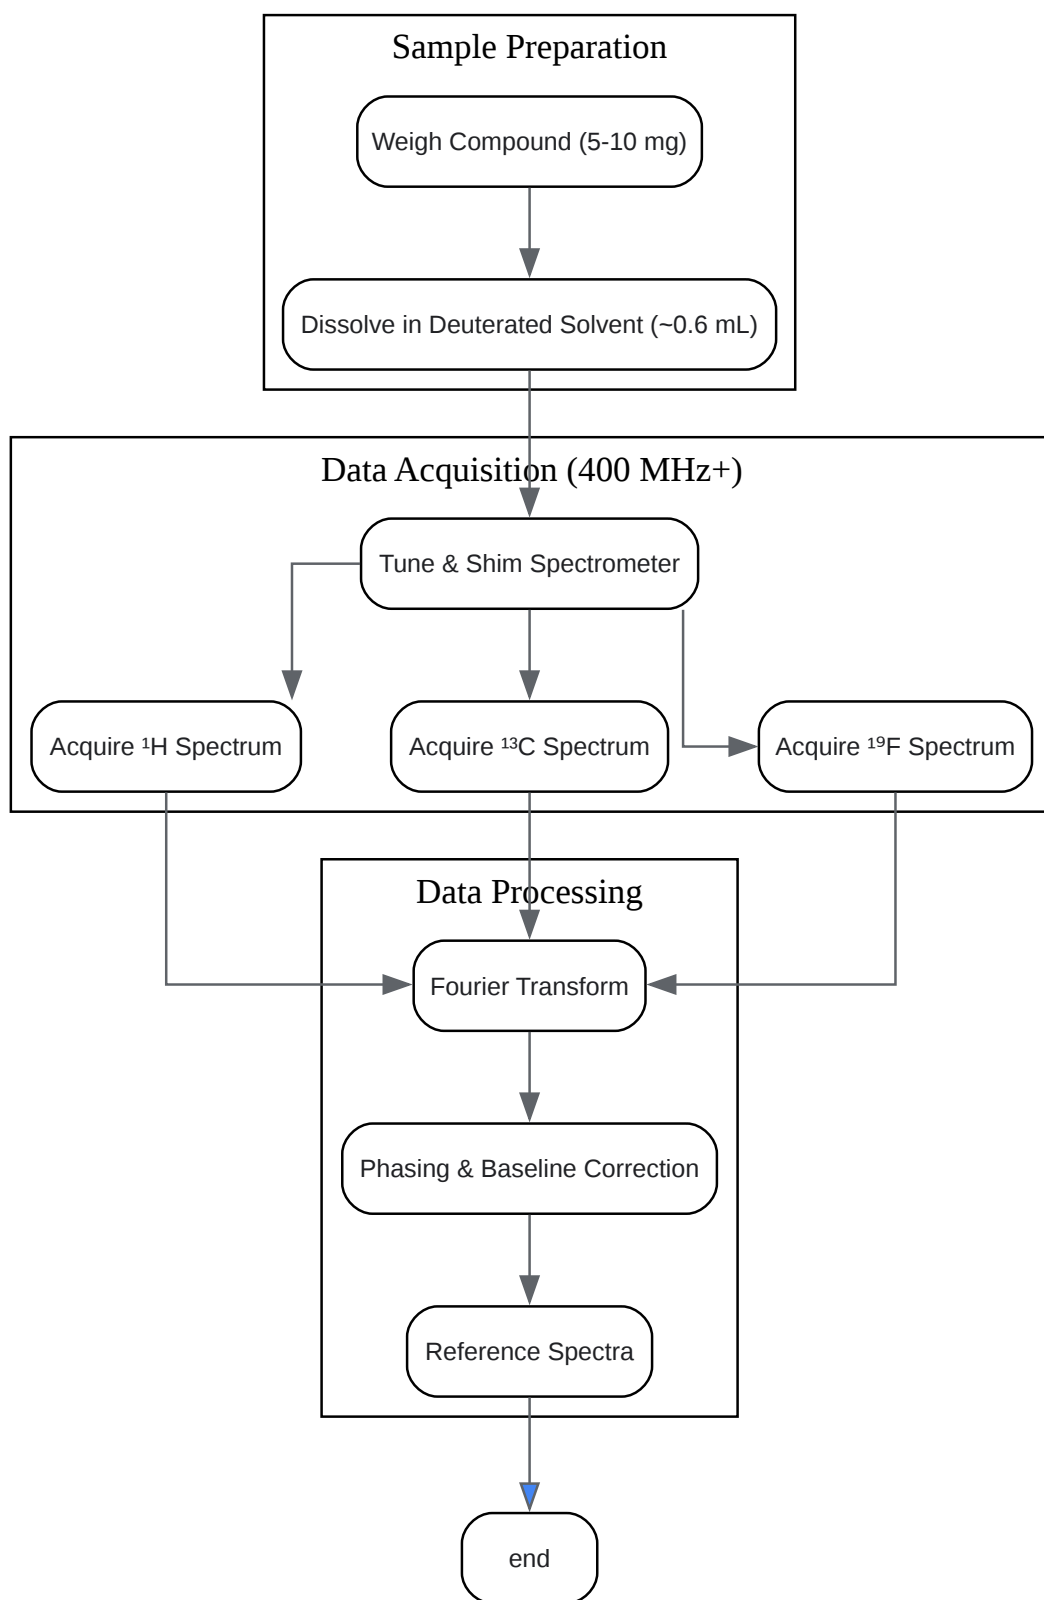 Sample Preparation
Weigh Compound (5-10 mg)
Dissolve in Deuterated Solvent (~0.6 mL)
Data Acquisition (400 MHz+)
Tune & Shim Spectrometer
Acquire ¹H Spectrum
Acquire ¹³C Spectrum
Acquire ¹⁹F Spectrum
Data Processing
Fourier Transform
Phasing & Baseline Correction
Reference Spectra
end